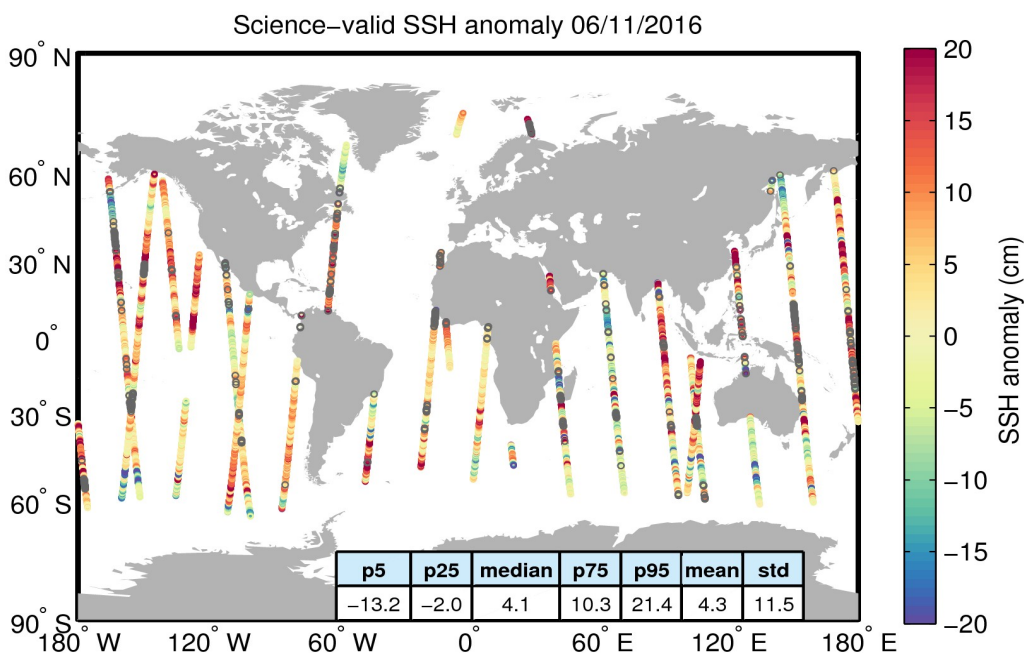 Science−valid SSH anomaly 06/11/2016
90° N
60° N
30° N
0°
30° S
60° S
90° S
180° W
120° W
60° W
0°
60° E
120° E
180° E
p5 p25 median p75 p95 mean std
−13.2 −2.0 4.1 10.3 21.4 4.3 11.5
20
15
10
5
0
−5
−10
−15
−20
SSH anomaly (cm)